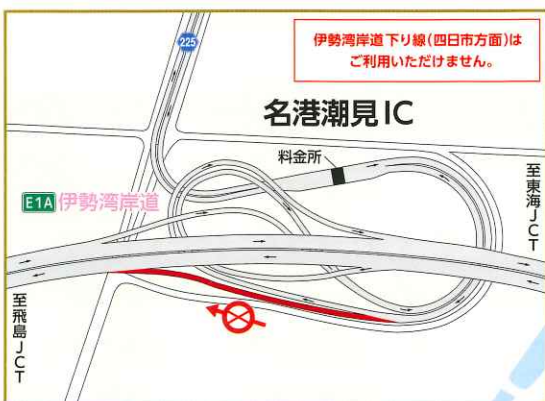 伊勢湾岸道下り線(四日市方面)は
ご利用いただけません。
225
名港潮見IC
料金所
E1A 伊勢湾岸道
至東海JCT
至飛島JCT